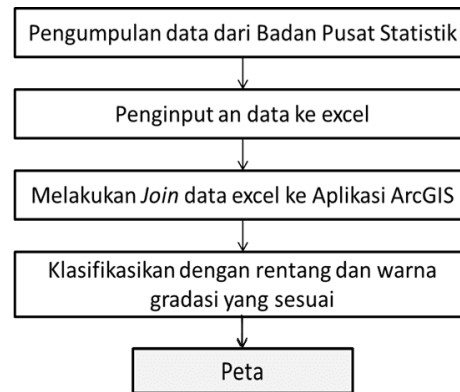 Pengumpulan data dari Badan Pusat Statistik
Penginput an data ke excel
Melakukan Join data excel ke Aplikasi ArcGIS
Klasifikasikan dengan rentang dan warna
gradasi yang sesuai
Peta